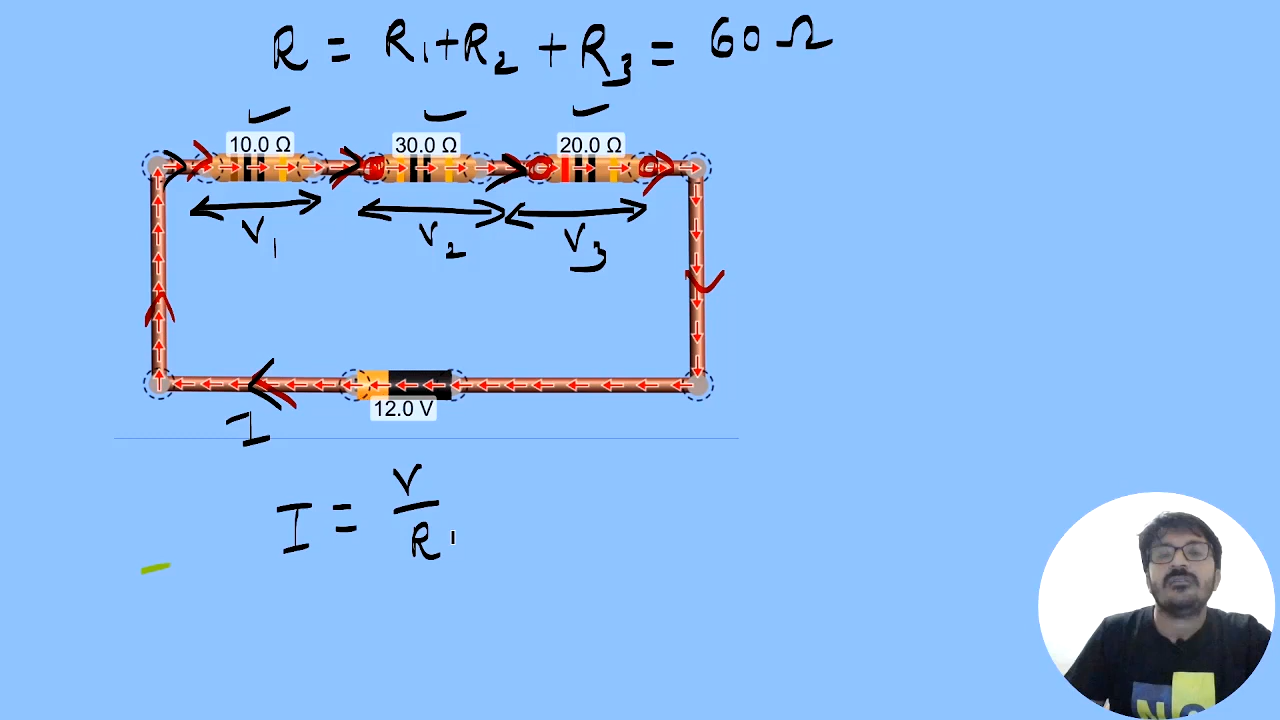 R = R₁ + R₂ + R₃ = 60 Ω
10.0 Ω 30.0 Ω 20.0 Ω
V₁ V₂ V₃
12.0 V
I
I = V
R